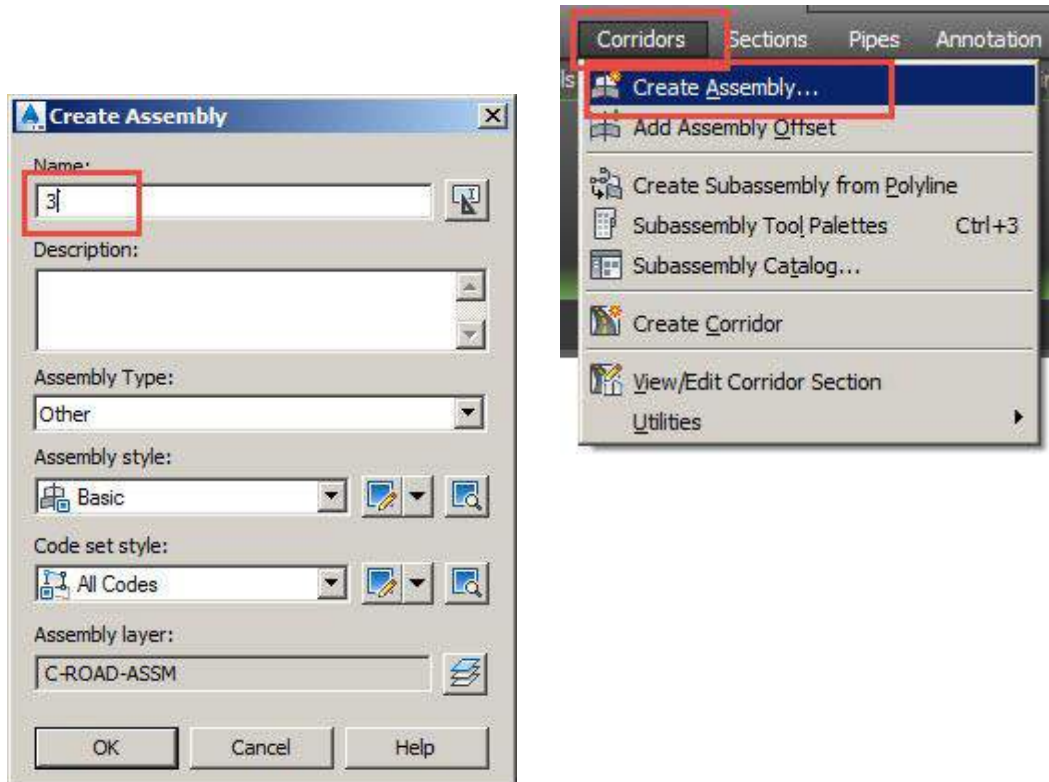 Create Assembly
Name:
3
Description:
Assembly Type:
Other
Assembly style:
Basic
Code set style:
All Codes
Assembly layer:
C-ROAD-ASSM
OK Cancel Help
Corridors Sections Pipes Annotation
Create Assembly...
Add Assembly Offset
Create Subassembly from Polyline
Subassembly Tool Palettes Ctrl+3
Subassembly Catalog...
Create Corridor
View/Edit Corridor Section
Utilities